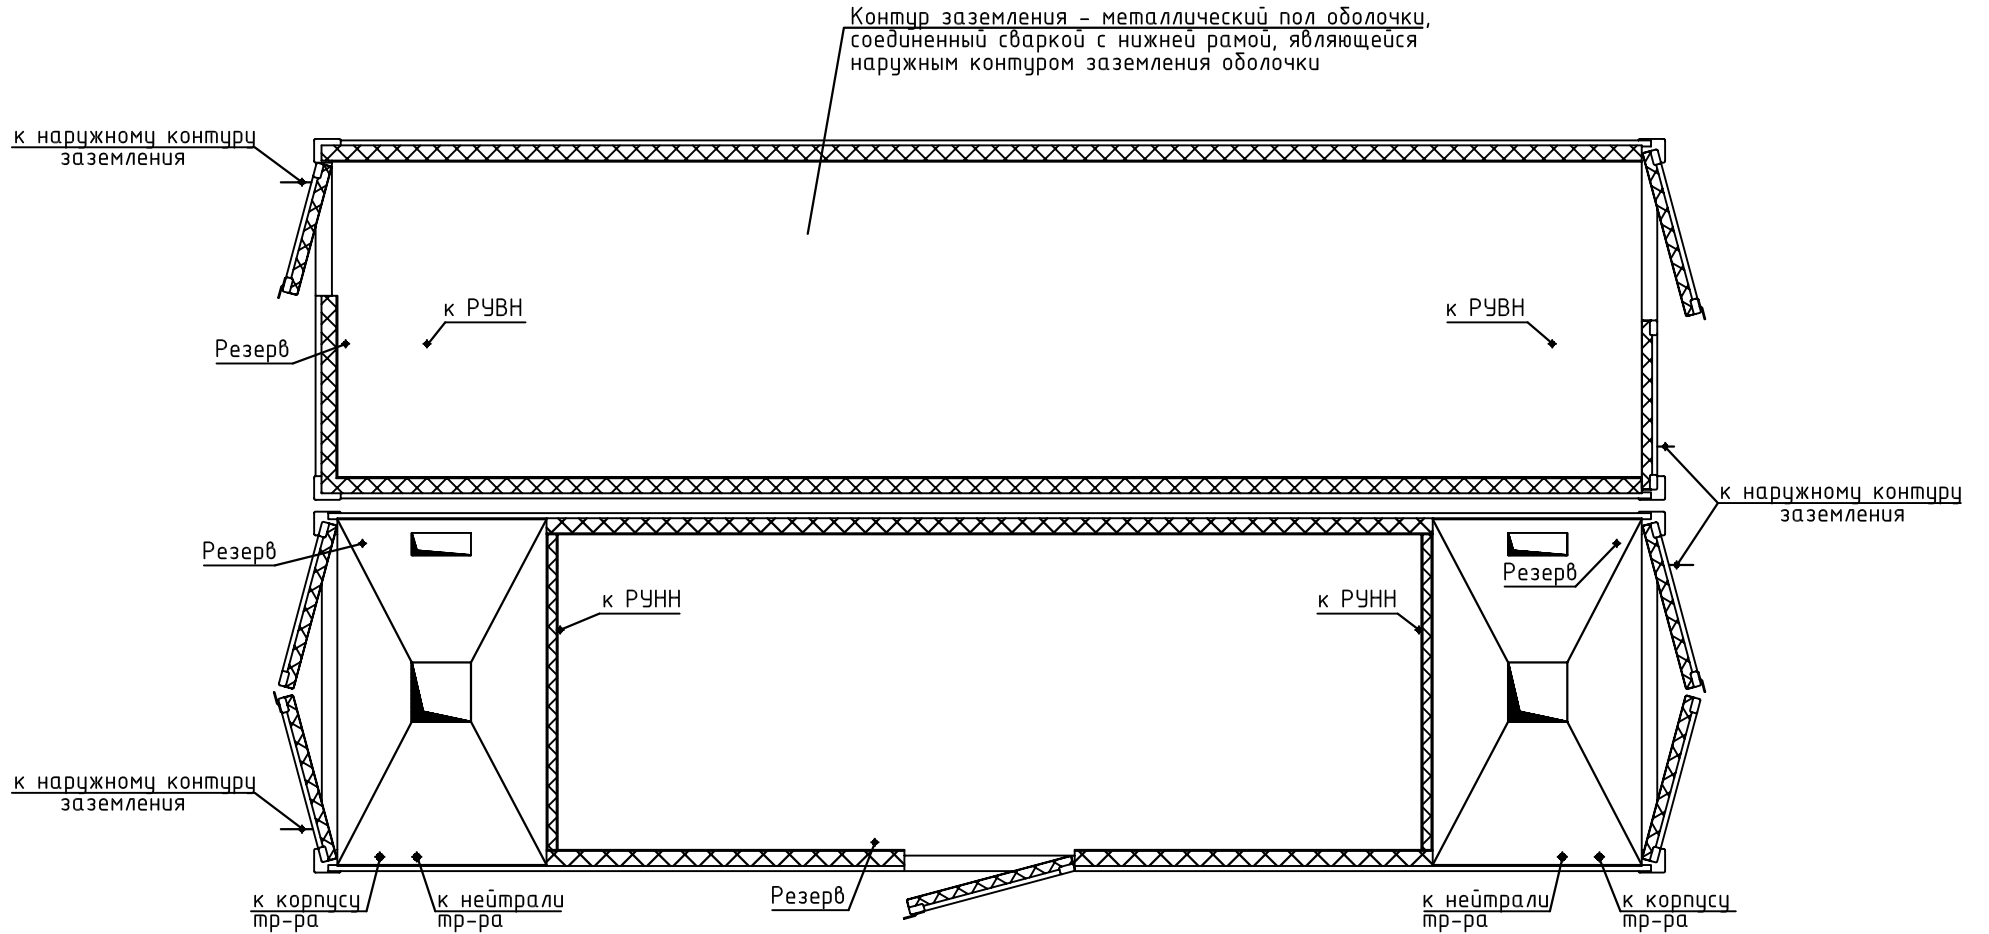 Контур заземления - металлический пол оболочки,
соединенный сваркой с нижней рамой, являющейся
наружным контуром заземления оболочки
к наружному контуру
заземления
к РУВН
к РУВН
Резерв
к наружному контуру
заземления
Резерв
Резерв
к РУНН
к РУНН
к наружному контуру
заземления
Резерв
к корпусу
тр-ра
к нейтрали
тр-ра
к нейтрали
тр-ра
к корпусу
тр-ра